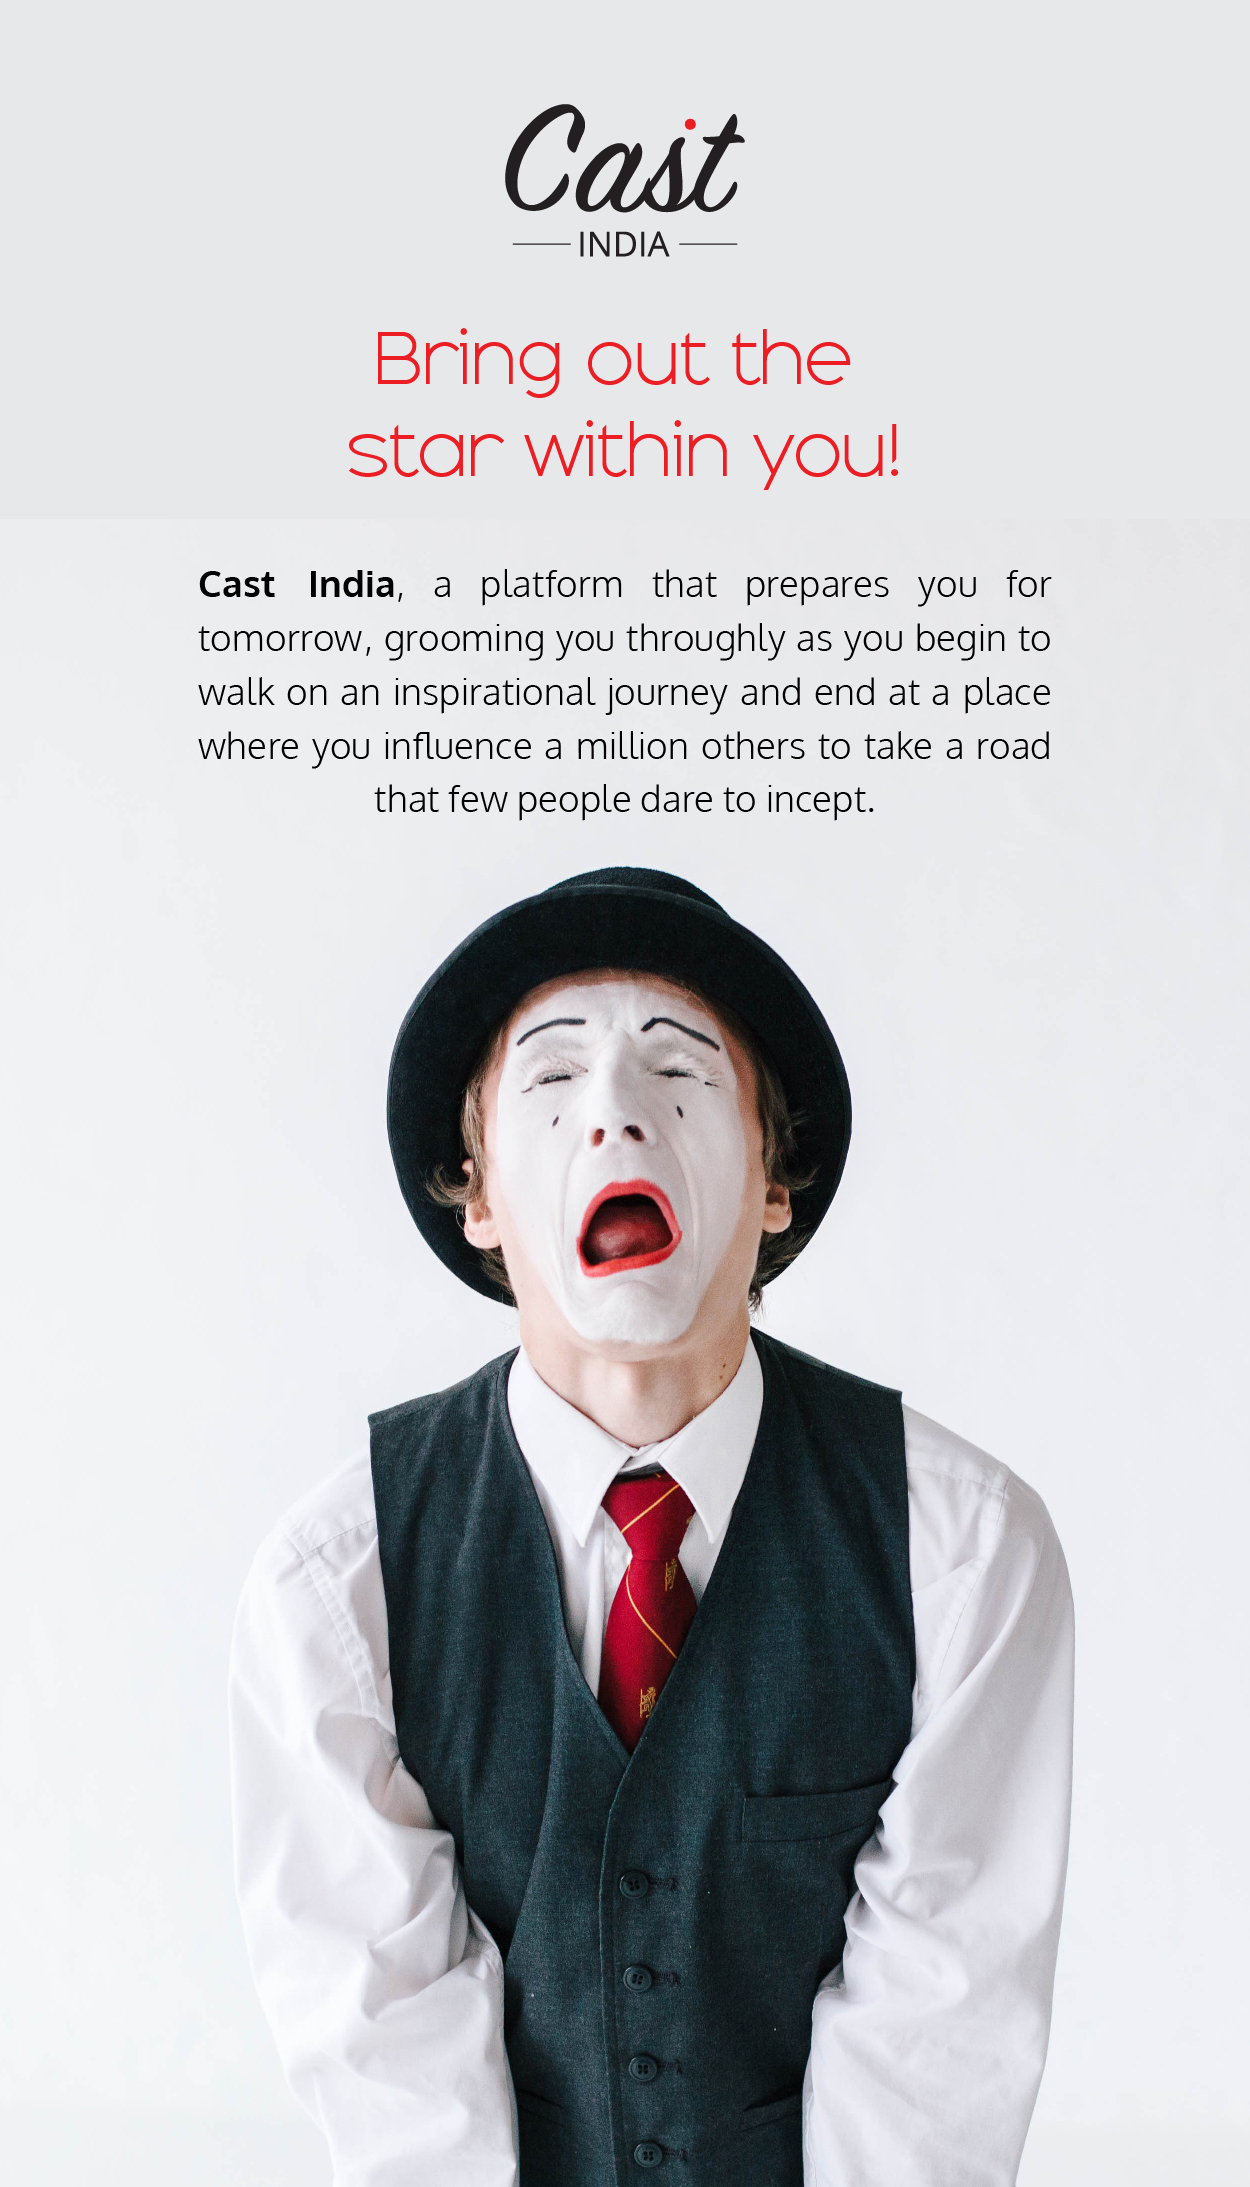 Cast
INDIA
Bring out the
star within you!
Cast India, a platform that prepares you for
tomorrow, grooming you throughly as you begin to
walk on an inspirational journey and end at a place
where you influence a million others to take a road
that few people dare to incept.